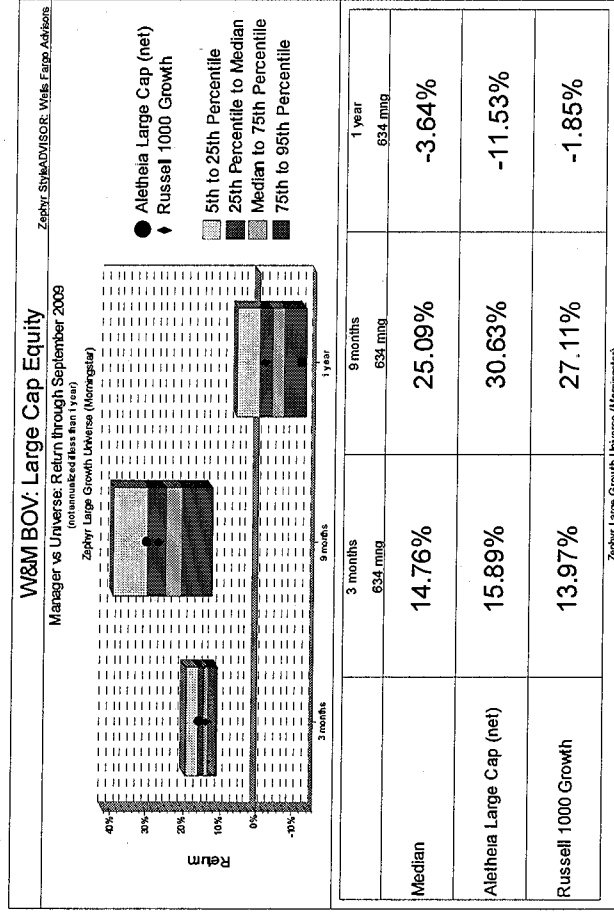 W&M BOV: Large Cap Equity
Zephyr StyleADVISOR: Wells Fargo Advisors
Manager vs Universe: Return through September 2009
(not annualized if less than 1 year)
Zephyr Large Growth Universe (Morningstar)
40%
30%
20%
10%
0%
-10%
Return
3 months
9 months
1 year
Aletheia Large Cap (net)
Russell 1000 Growth
5th to 25th Percentile
25th Percentile to Median
Median to 75th Percentile
75th to 95th Percentile
3 months 9 months 1 year
634 mng 634 mng 634 mng
Median 14.76% 25.09% -3.64%
Aletheia Large Cap (net) 15.89% 30.63% -11.53%
Russell 1000 Growth 13.97% 27.11% -1.85%
Zephyr Large Growth Universe (Morningstar)